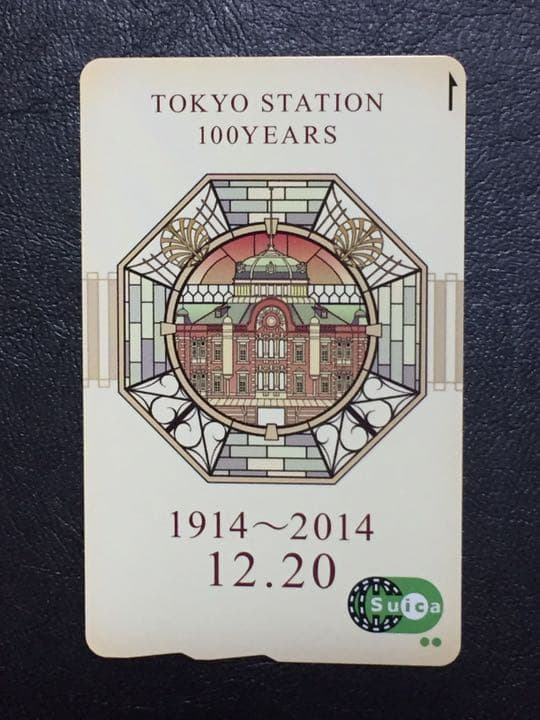 TOKYO STATION
100YEARS
1914～2014
12.20
Suica